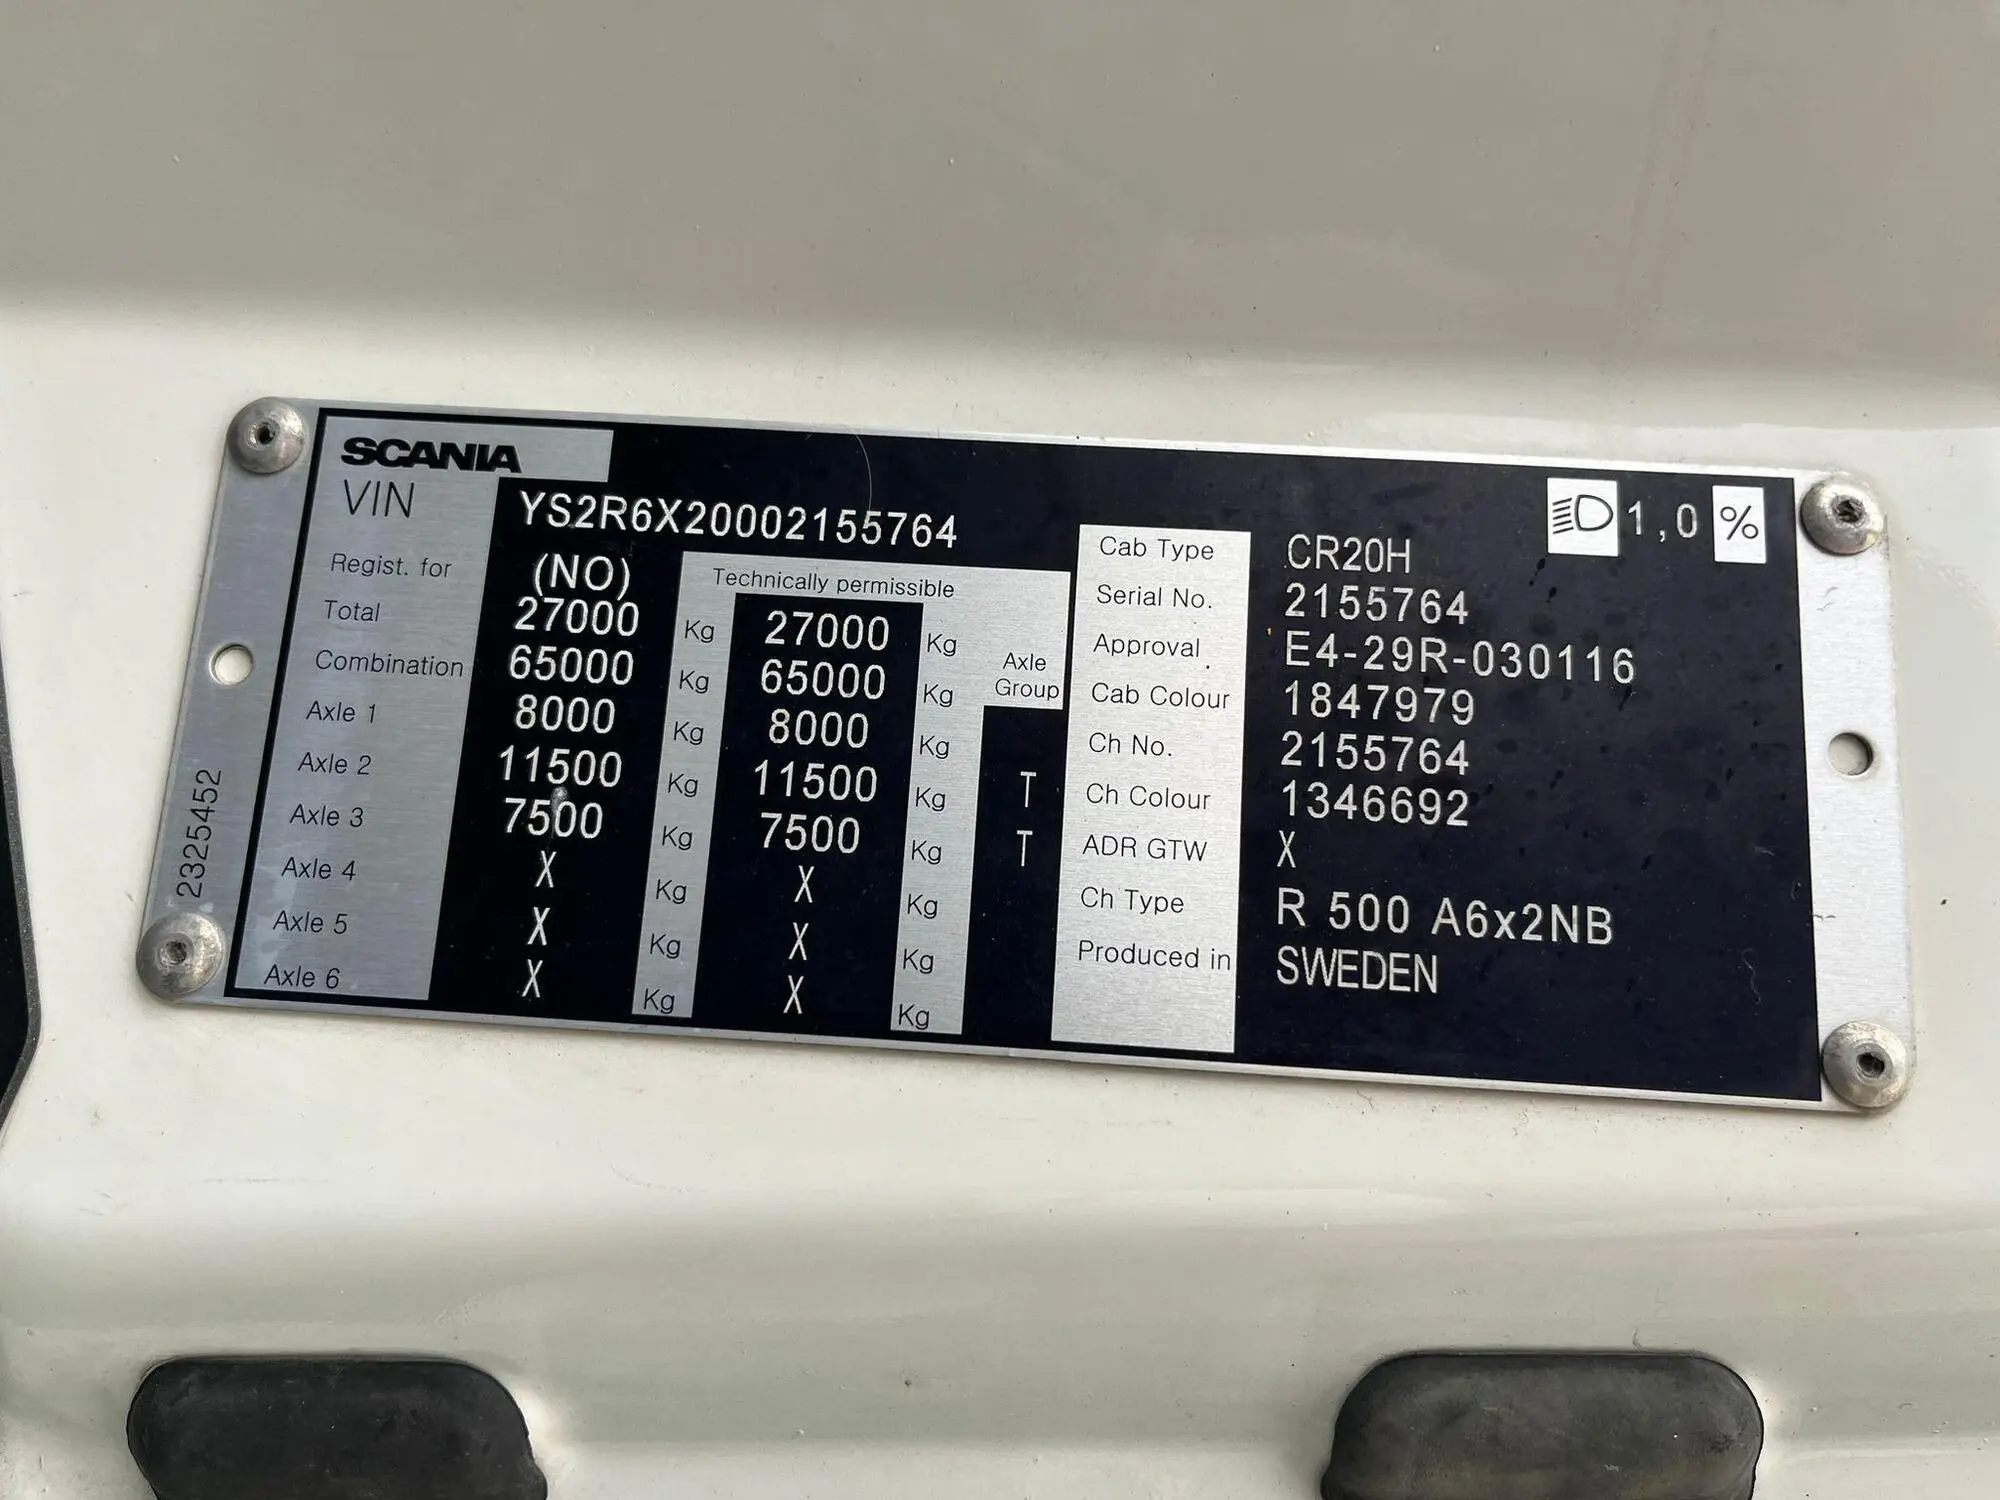 SCANIA
VIN YS2R6X20002155764
Regist. for (NO) Technically permissible
Total 27000 Kg 27000 Kg
Combination 65000 Kg 65000 Kg Axle Group
Axle 1 8000 Kg 8000 Kg
Axle 2 11500 Kg 11500 Kg T
Axle 3 7500 Kg 7500 Kg T
Axle 4 X Kg X Kg
Axle 5 X Kg X Kg
Axle 6 X Kg X Kg
1,0 %
Cab Type CR20H
Serial No. 2155764
Approval E4-29R-030116
Cab Colour 1847979
Ch No. 2155764
Ch Colour 1346692
ADR GTW X
Ch Type R 500 A6x2NB
Produced in SWEDEN
2325452